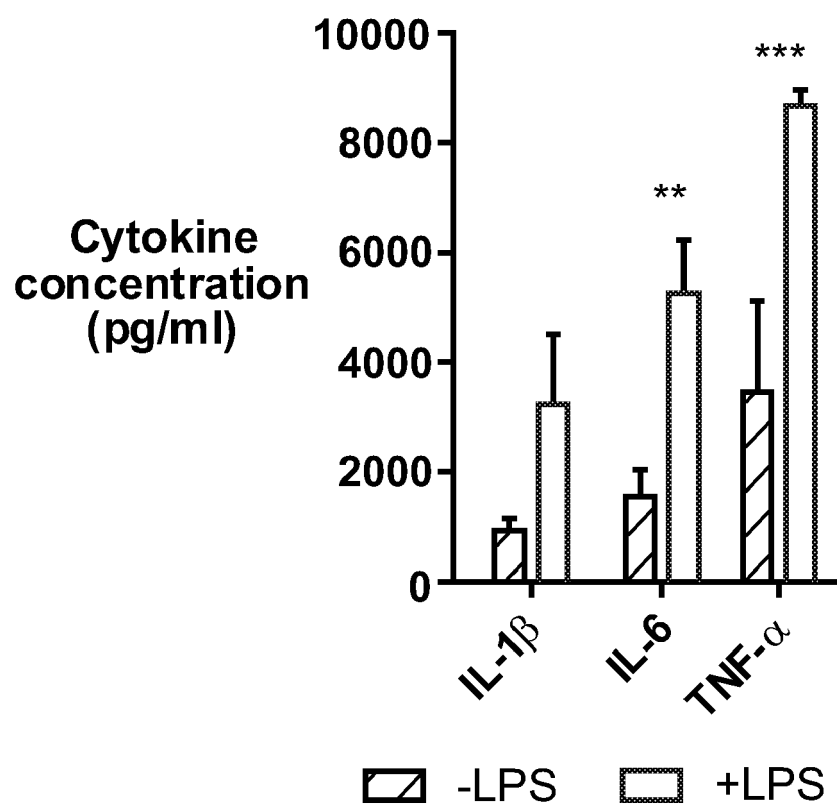 10000
***
8000
**
6000
Cytokine
concentration
(pg/ml)
4000
2000
0
IL-1β
IL-6
TNF-α
-LPS
+LPS